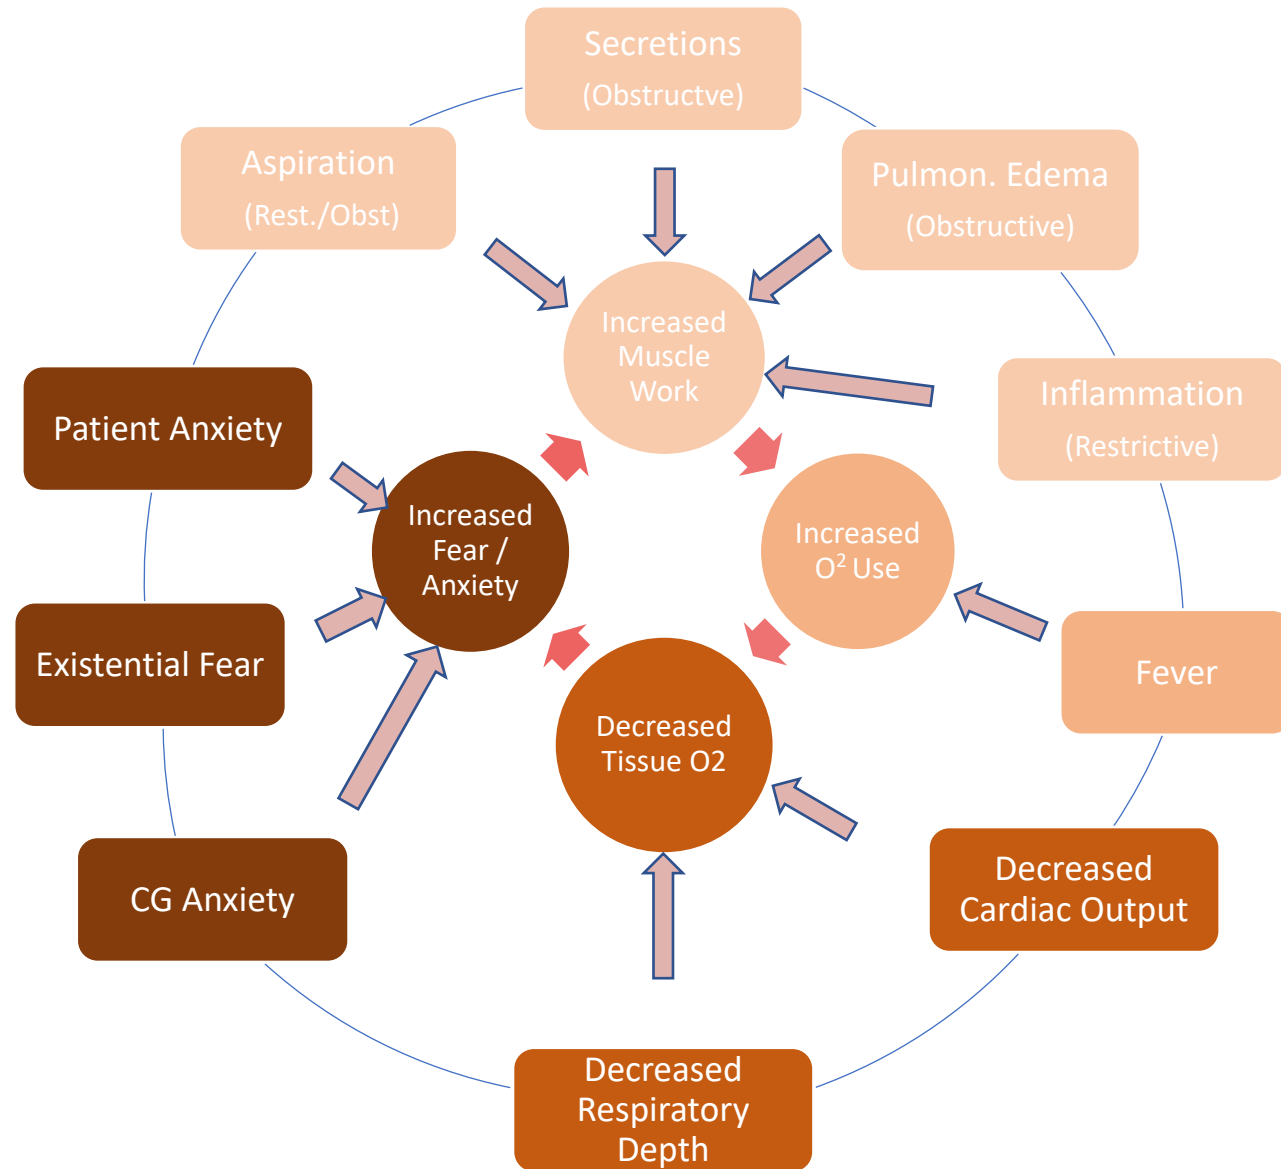 Secretions
(Obstructve)
Aspiration
(Rest./Obst)
Pulmon. Edema
(Obstructive)
Increased
Muscle
Work
Inflammation
(Restrictive)
Patient Anxiety
Increased
Fear /
Anxiety
Increased
O² Use
Existential Fear
Fever
Decreased
Tissue O2
CG Anxiety
Decreased
Cardiac Output
Decreased
Respiratory
Depth